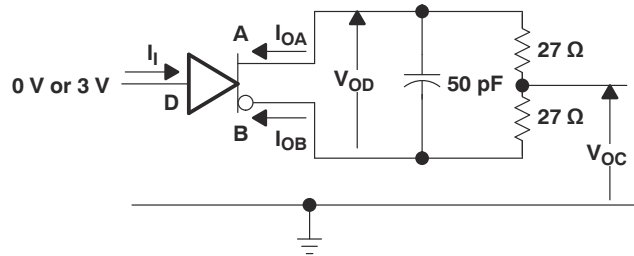 A
I_OA
27 Ω
I_I
0 V or 3 V
D
V_OD
50 pF
27 Ω
B
I_OB
V_OC